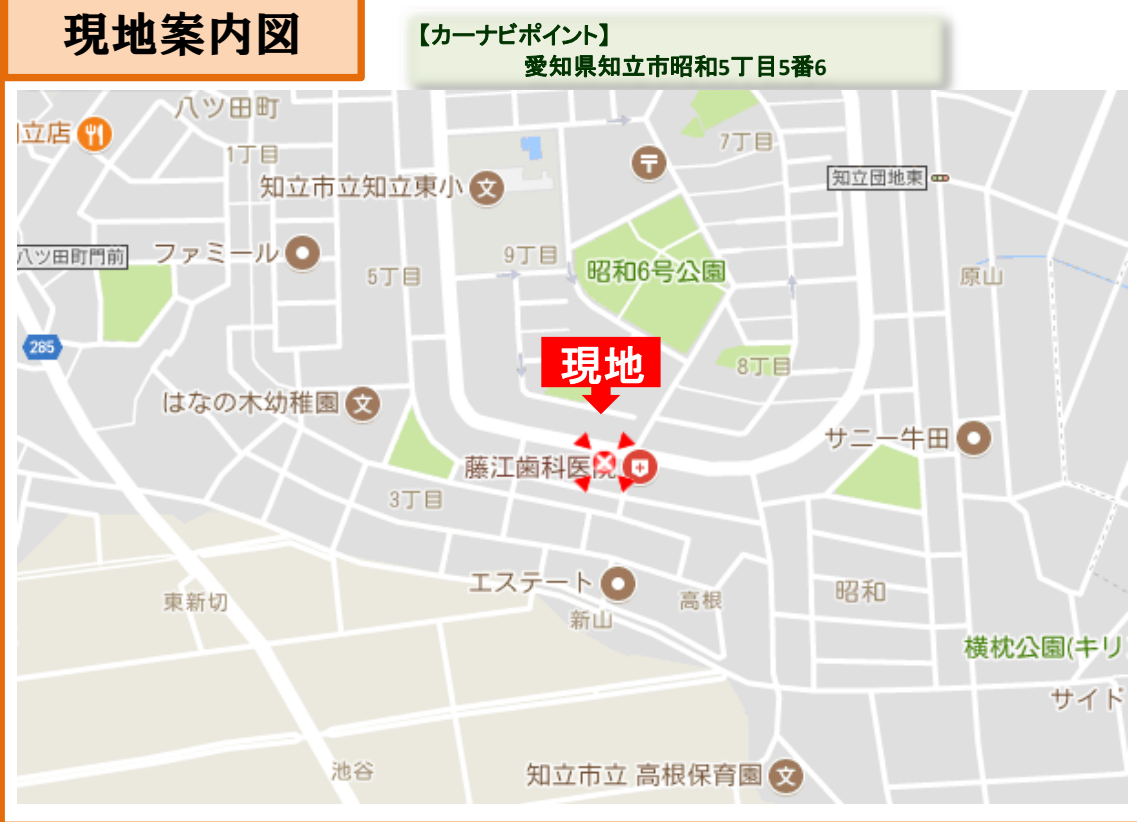 現地案内図
【カーナビポイント】
愛知県知立市昭和5丁目5番6
八ツ田町
立店
1丁目
7丁目
〒
知立市立知立東小
文
知立団地東
八ツ田町門前
ファミール
5丁目
9丁目
昭和6号公園
原山
285
現地
8丁目
はなの木幼稚園
文
サニー牛田
藤江歯科医院
3丁目
エステート
新山
高根
昭和
東新切
横枕公園(キリ
サイド
池谷
知立市立 高根保育園
文